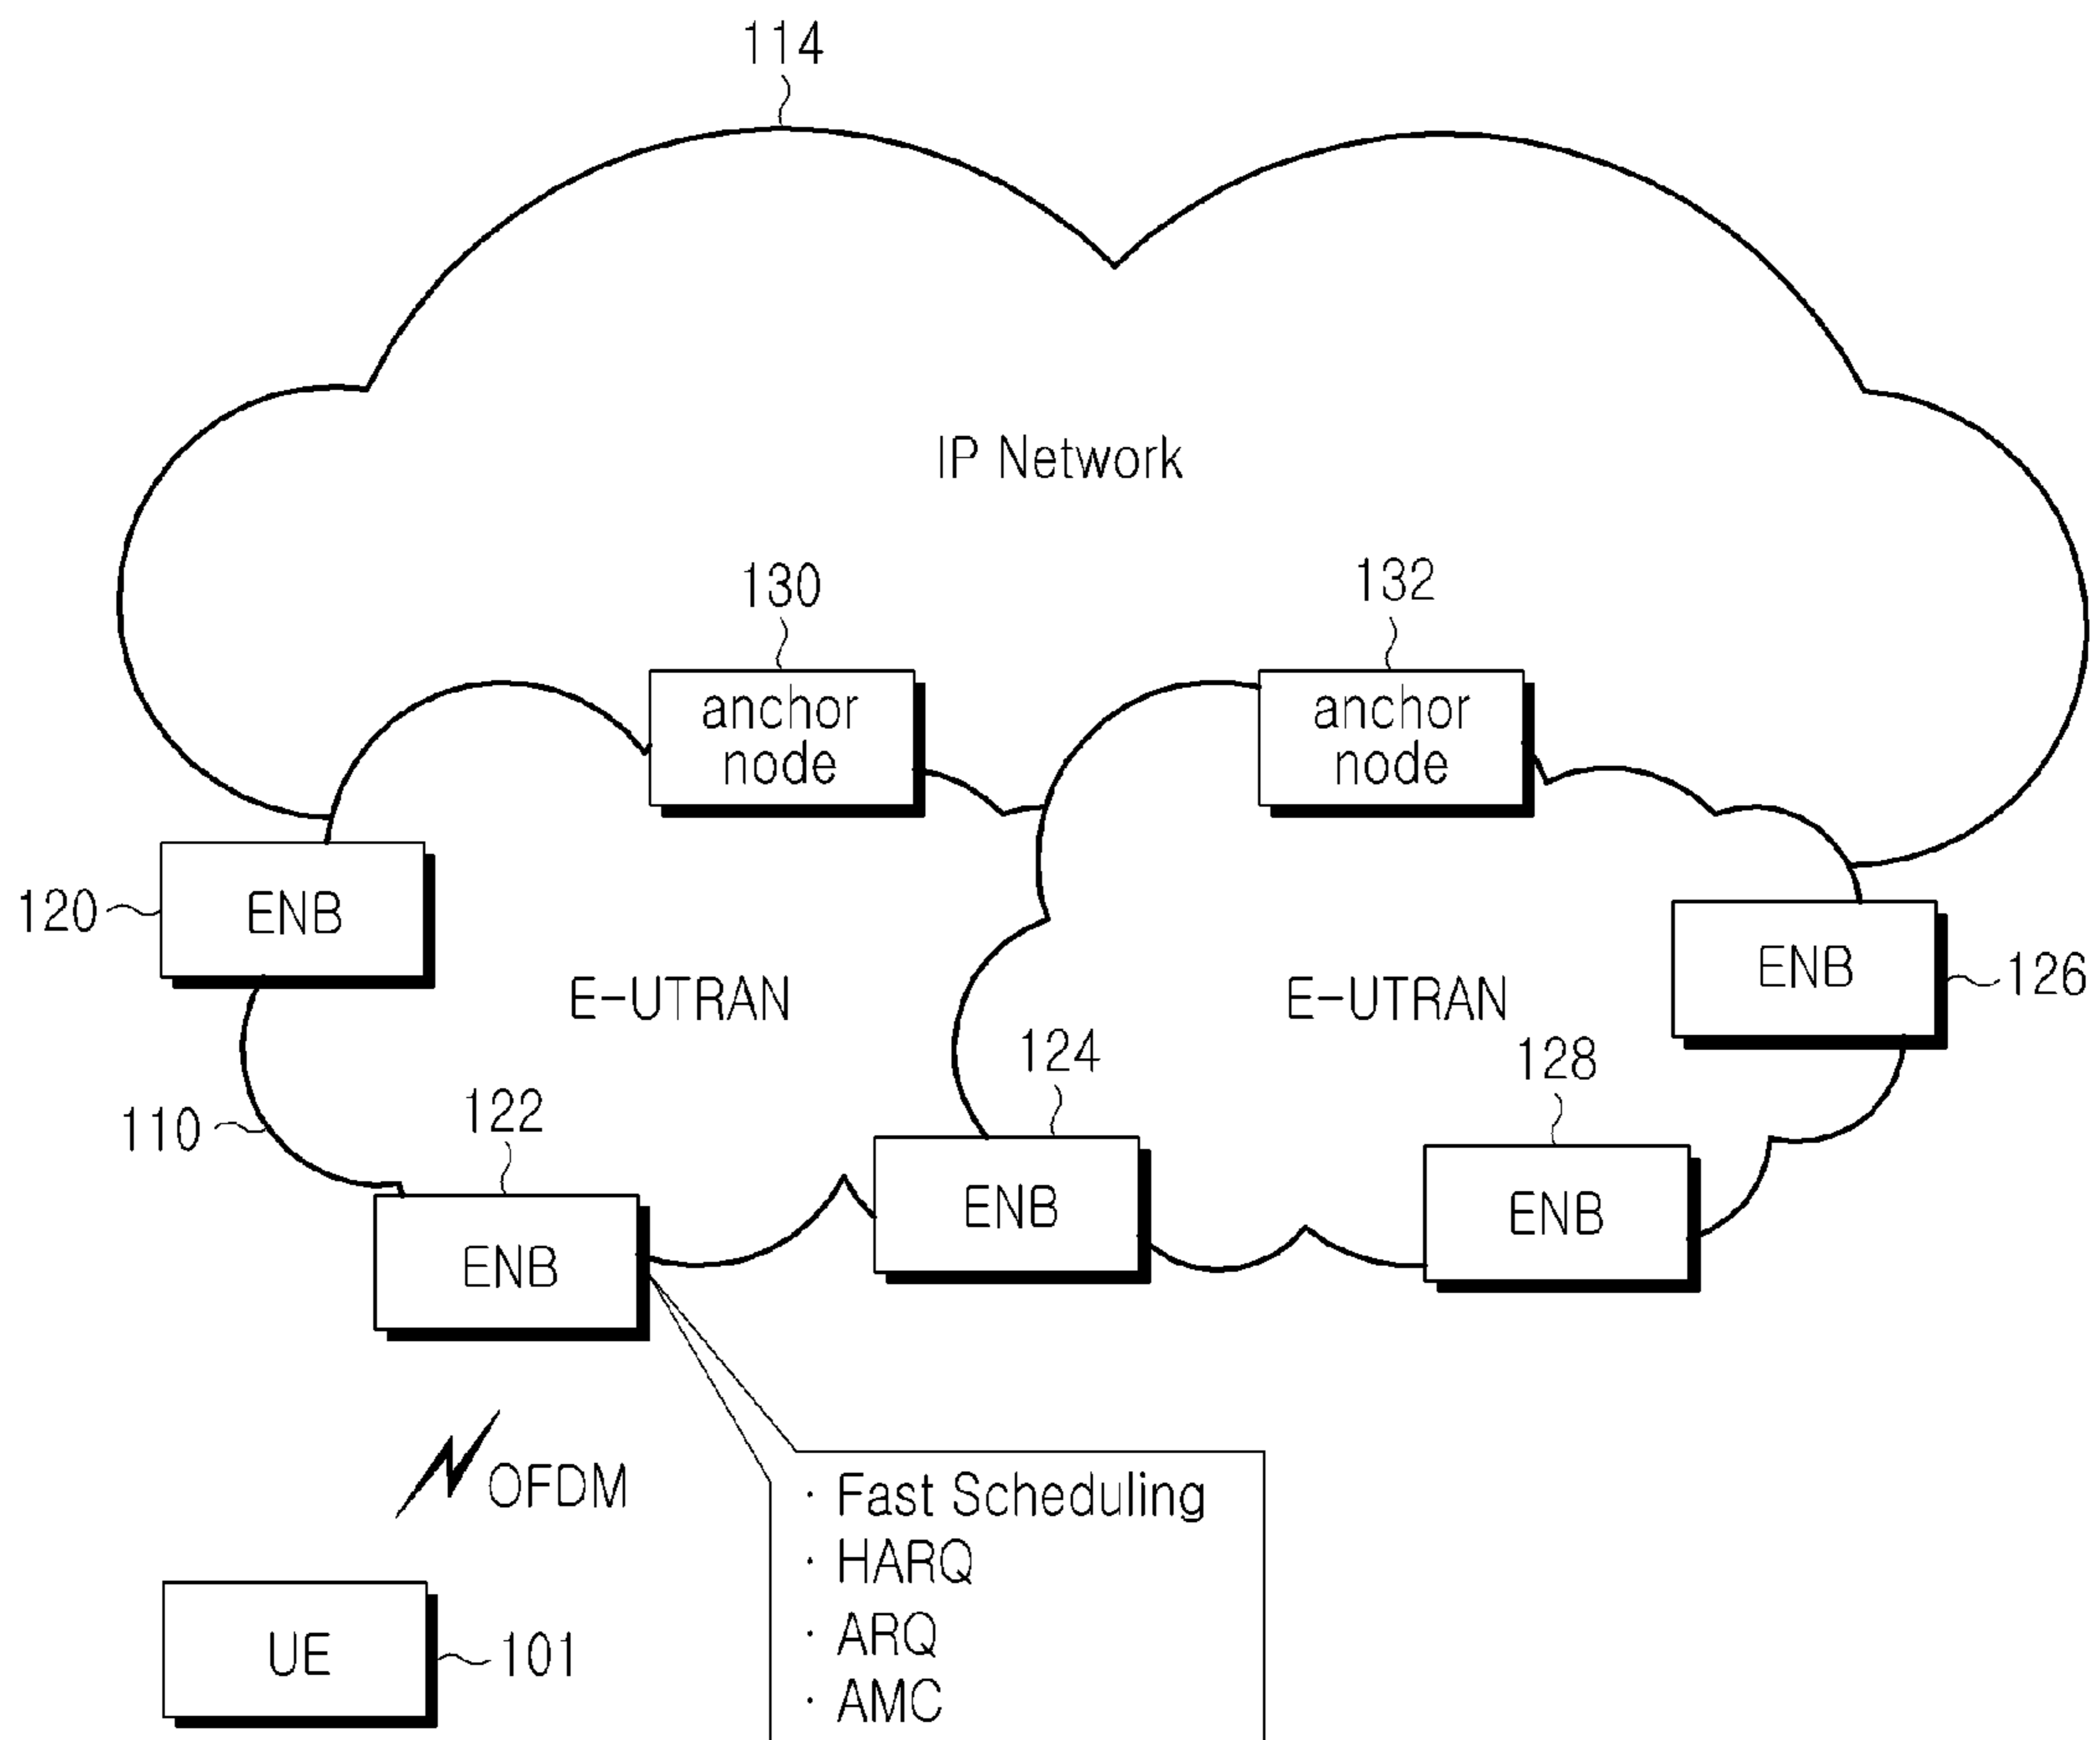 114
IP Network
130
132
anchor
node
anchor
node
120
ENB
ENB
126
E-UTRAN
E-UTRAN
124
128
110
122
ENB
ENB
ENB
OFDM
· Fast Scheduling
· HARQ
· ARQ
· AMC
UE
101